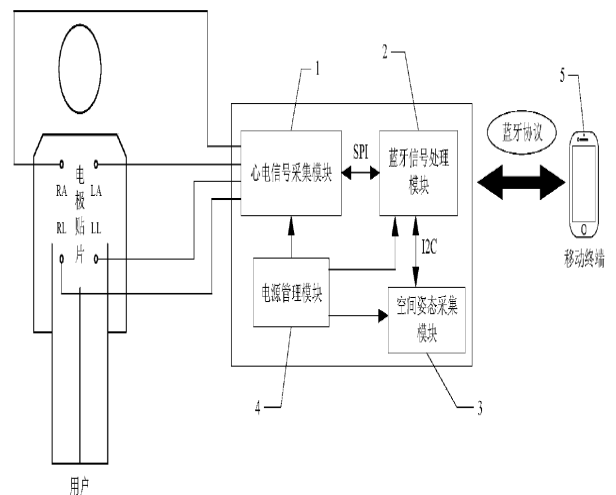 1
2
5
蓝牙协议
心电信号采集模块
SPI
蓝牙信号处理
模块
移动终端
RA
电极贴片
LA
RL
LL
I2C
电源管理模块
空间姿态采集
模块
4
3
用户